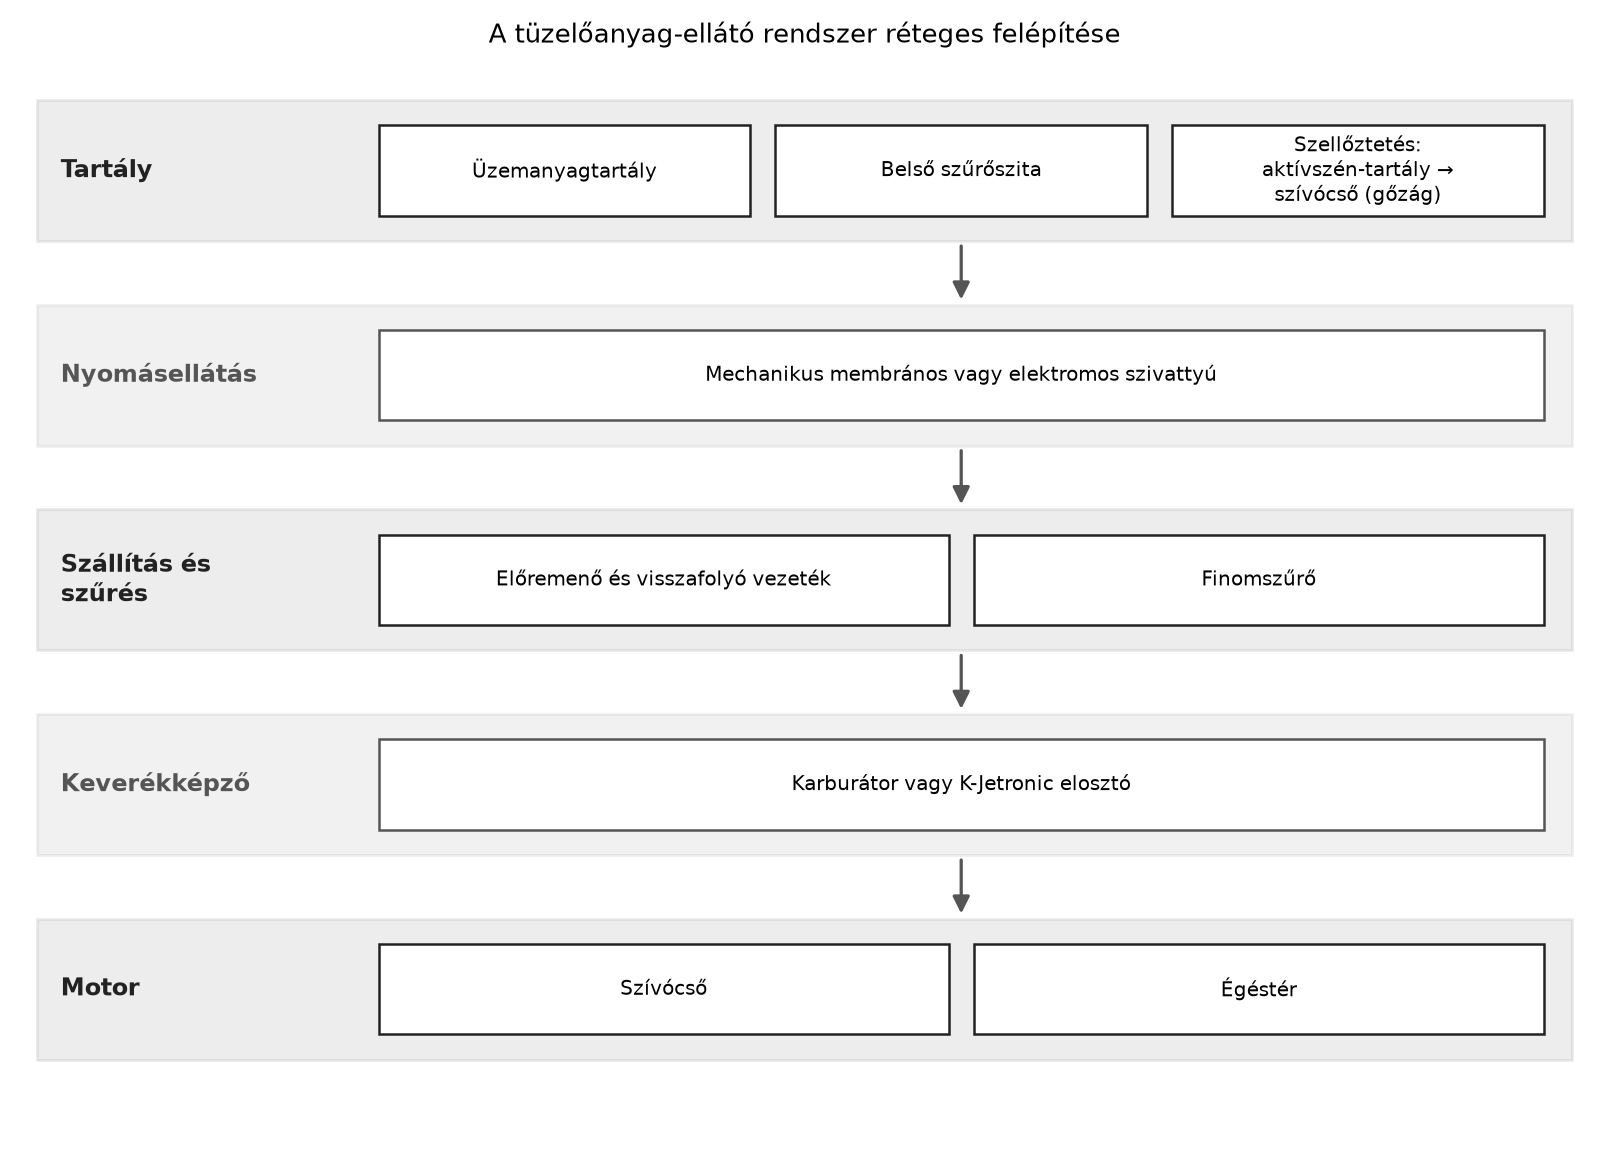 A tüzelőanyag-ellátó rendszer réteges felépítése
Tartály
Üzemanyagtartály
Belső szűrőszita
Szellőztetés:
aktívszén-tartály →
szívócső (gőzág)
Nyomásellátás
Mechanikus membrános vagy elektromos szivattyú
Szállítás és
szűrés
Előremenő és visszafolyó vezeték
Finomszűrő
Keverékképző
Karburátor vagy K-Jetronic elosztó
Motor
Szívócső
Égéstér